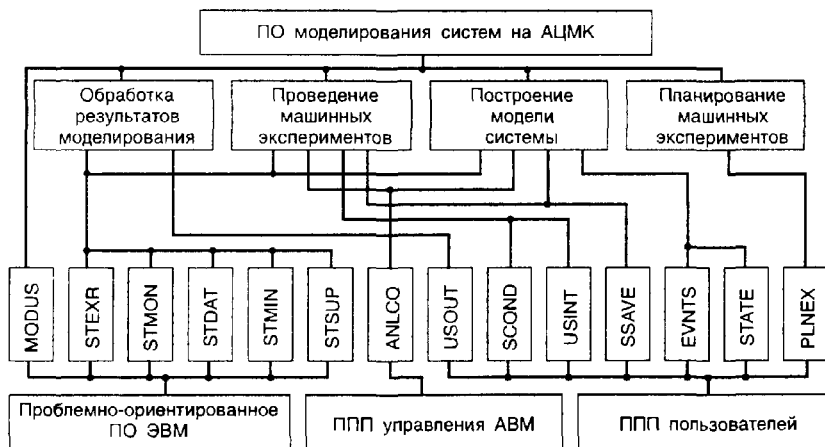 ПО моделирования систем на АЦМК
Обработка
результатов
моделирования
Проведение
машинных
экспериментов
Построение
модели
системы
Планирование
машинных
экспериментов
MODUS
STEXR
STMON
STDAT
STMIN
STSUP
ANLCO
USOUT
SCOND
USINT
SSAVE
EVNTS
STATE
PLNEX
Проблемно-ориентированное
ПО ЭВМ
ППП управления АВМ
ППП пользователей